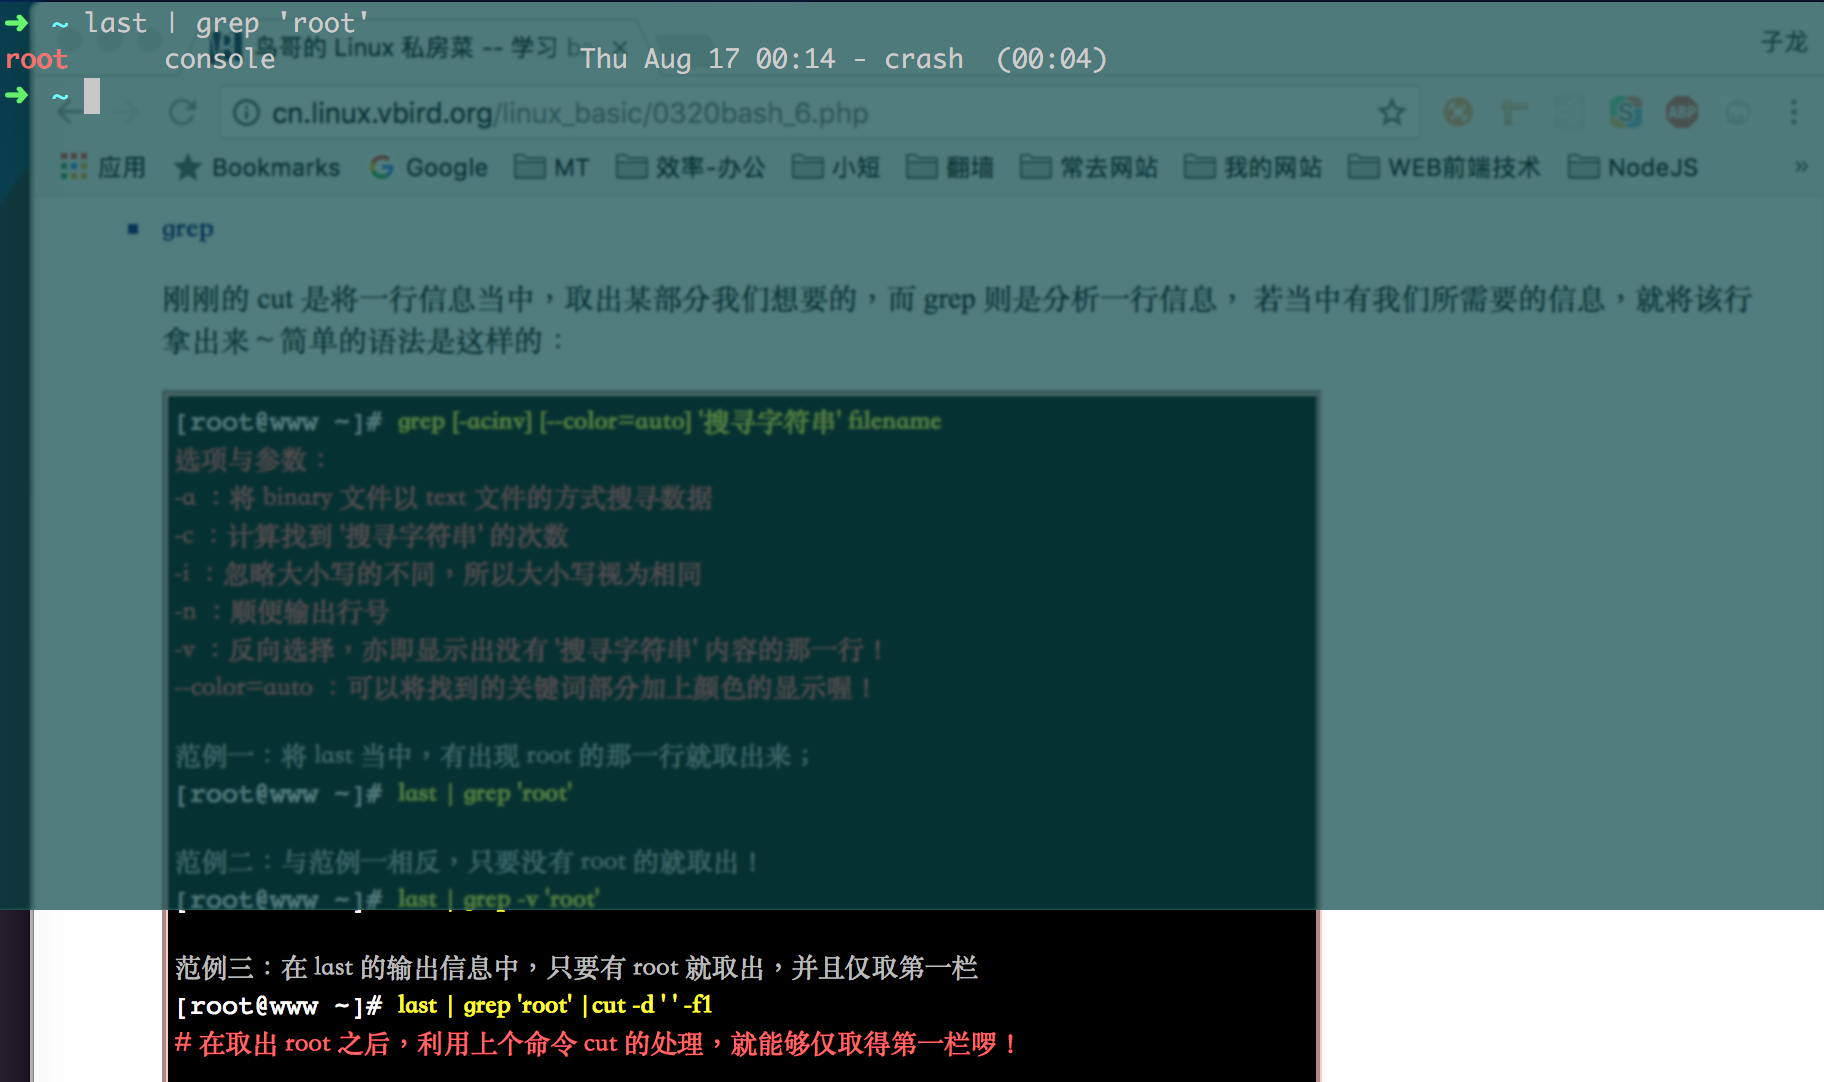 ➜  ~ last | grep 'root'
root      console                   Thu Aug 17 00:14 - crash  (00:04)
➜  ~
鸟哥的 Linux 私房菜 -- 学习 b
子龙
cn.linux.vbird.org/linux_basic/0320bash_6.php
应用 Bookmarks Google MT 效率-办公 小短 翻墙 常去网站 我的网站 WEB前端技术 NodeJS »
grep
刚刚的 cut 是将一行信息当中，取出某部分我们想要的，而 grep 则是分析一行信息， 若当中有我们所需要的信息，就将该行
拿出来～简单的语法是这样的：
[root@www ~]# grep [-acinv] [--color=auto] '搜寻字符串' filename
选项与参数：
-a ：将 binary 文件以 text 文件的方式搜寻数据
-c ：计算找到 '搜寻字符串' 的次数
-i ：忽略大小写的不同，所以大小写视为相同
-n ：顺便输出行号
-v ：反向选择，亦即显示出没有 '搜寻字符串' 内容的那一行！
--color=auto ：可以将找到的关键词部分加上颜色的显示喔！
范例一：将 last 当中，有出现 root 的那一行就取出来；
[root@www ~]# last | grep 'root'
范例二：与范例一相反，只要没有 root 的就取出！
[root@www ~]# last | grep -v 'root'
范例三：在 last 的输出信息中，只要有 root 就取出，并且仅取第一栏
[root@www ~]# last | grep 'root' |cut -d ' ' -f1
# 在取出 root 之后，利用上个命令 cut 的处理，就能够仅取得第一栏啰！